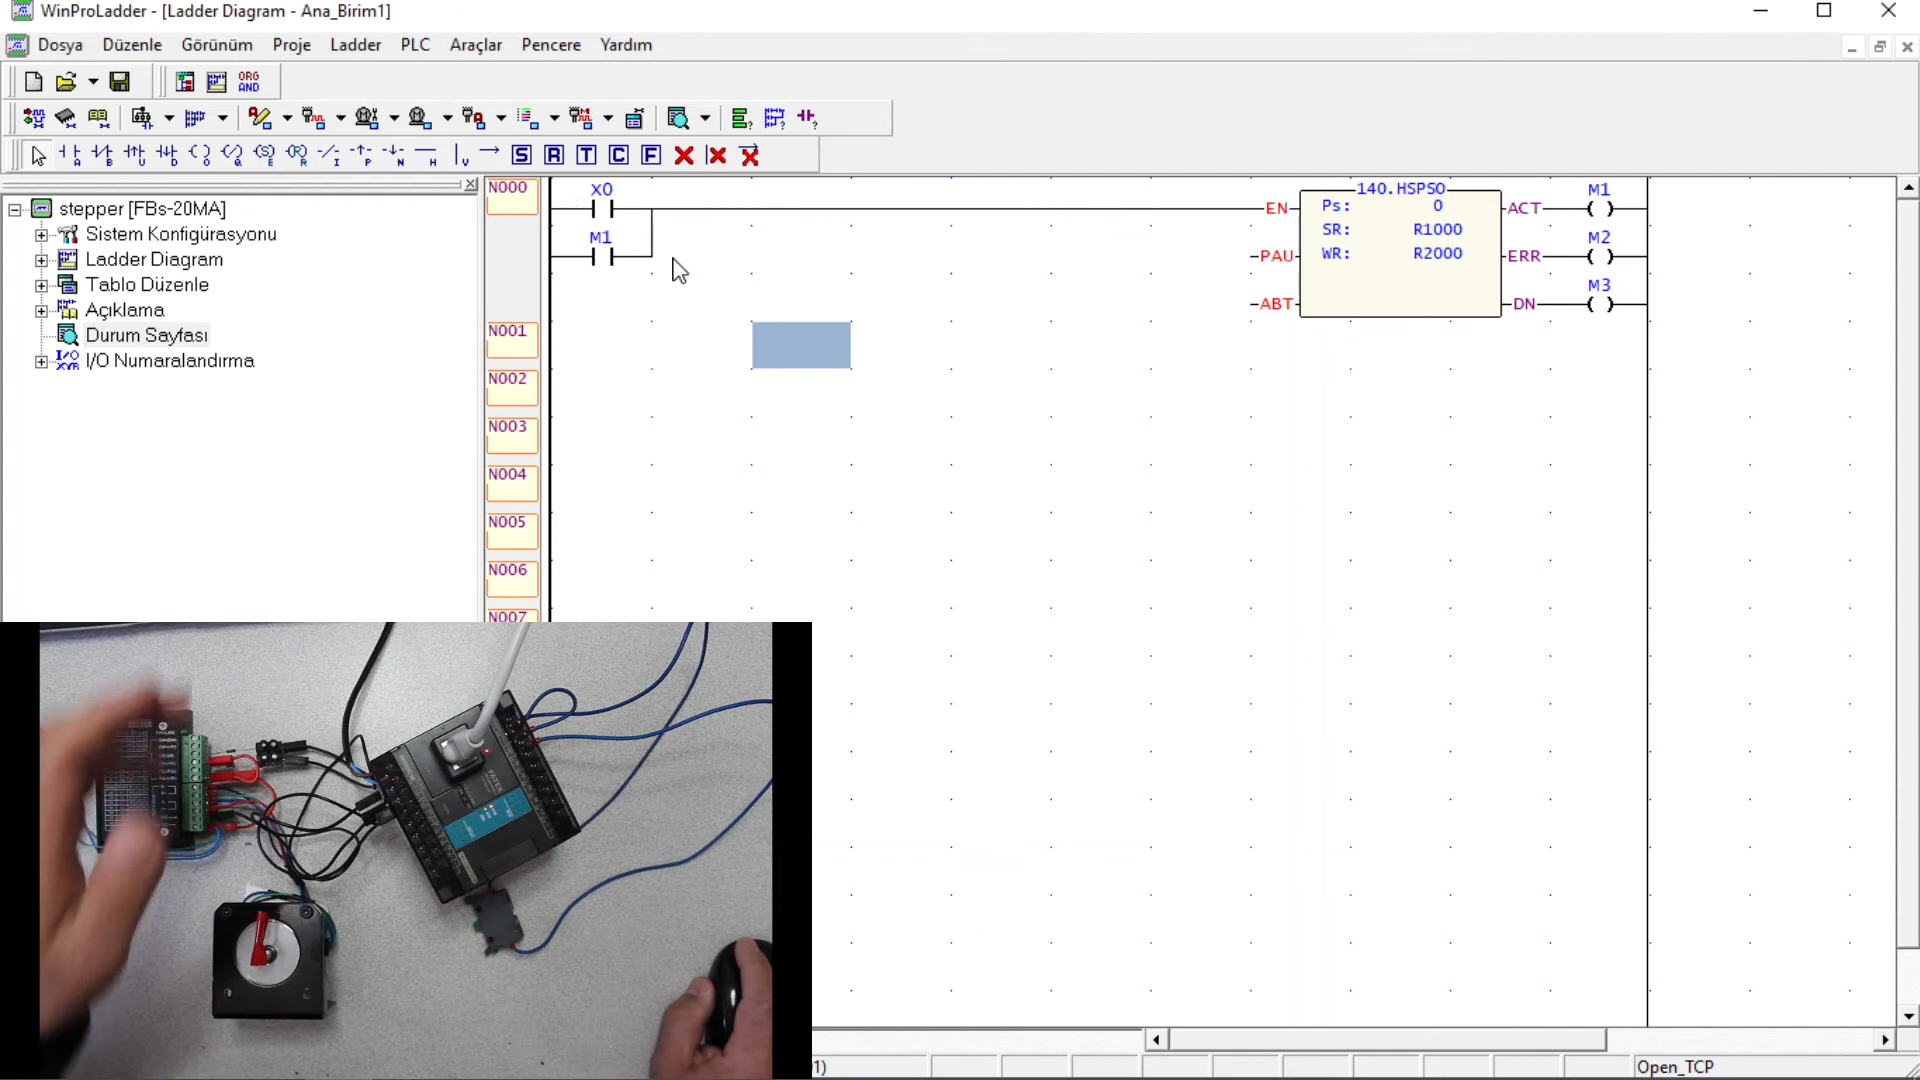 WinProLadder - [Ladder Diagram - Ana_Birim1]
Dosya Düzenle Görünüm Proje Ladder PLC Araçlar Pencere Yardım
ORG
AND
A B U D O Q E R I P N H V S R T C F
stepper [FBs-20MA]
Sistem Konfigürasyonu
Ladder Diagram
Tablo Düzenle
Açıklama
Durum Sayfası
I/O Numaralandırma
N000
X0
M1
140.HSPSO
EN Ps: 0 ACT M1
PAU SR: R1000 ERR M2
WR: R2000
ABT DN M3
N001
N002
N003
N004
N005
N006
N007
FATEK
1)
Open_TCP